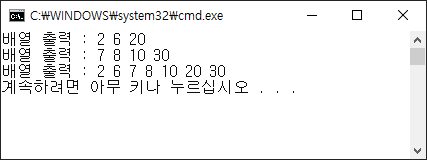 C:₩WINDOWS₩system32₩cmd.exe
배열 출력 : 2 6 20
배열 출력 : 7 8 10 30
배열 출력 : 2 6 7 8 10 20 30
계속하려면 아무 키나 누르십시오 . . .